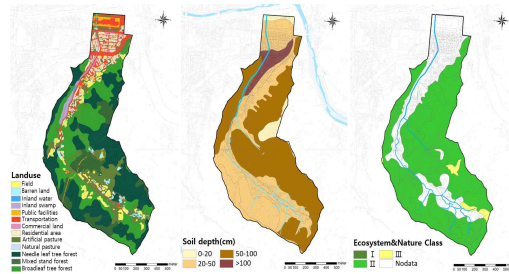 Landuse
Field
Barren land
Inland water
Inland swamp
Public facilities
Transportation
Commercial land
Residential area
Artificial pasture
Natural pasture
Needle leaf tree forest
Mixed stand forest
Broadleaf tree forest
Soil depth(cm)
0-20
20-50
50-100
>100
Ecosystem&Nature Class
I
II
III
Nodata